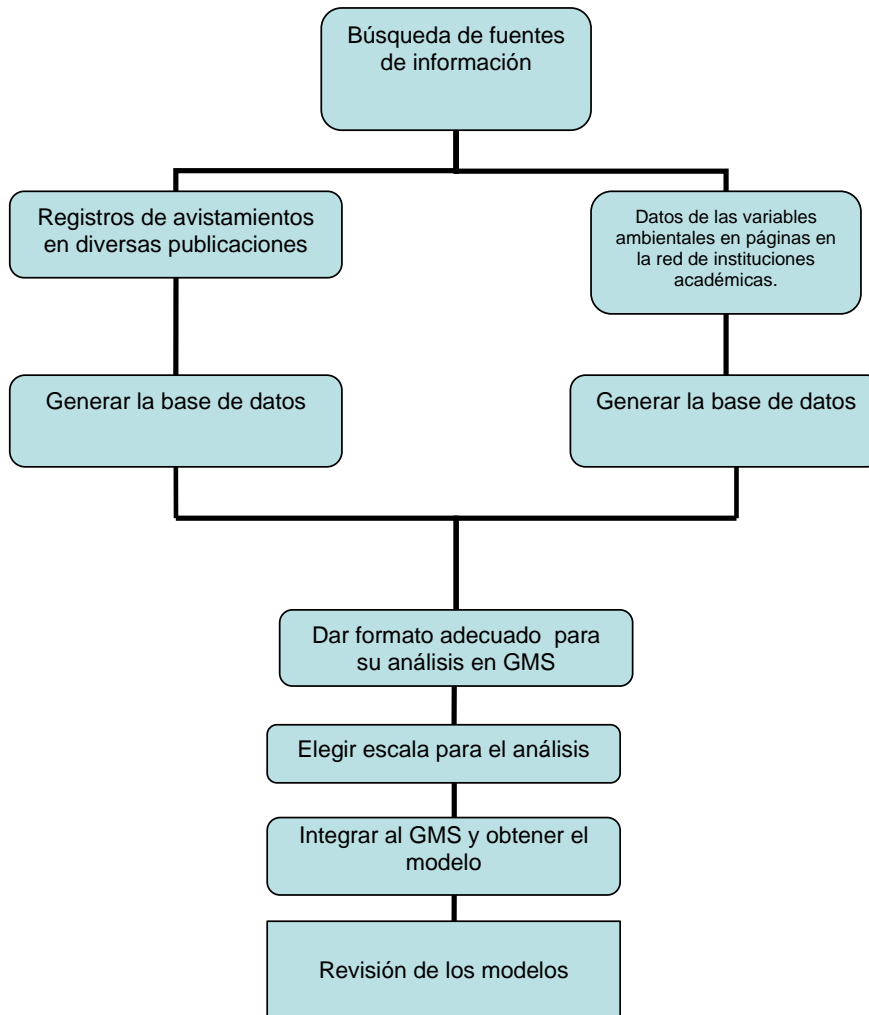 Búsqueda de fuentes
de información
Registros de avistamientos
en diversas publicaciones
Datos de las variables
ambientales en páginas en
la red de instituciones
académicas.
Generar la base de datos
Generar la base de datos
Dar formato adecuado  para
su análisis en GMS
Elegir escala para el análisis
Integrar al GMS y obtener el
modelo
Revisión de los modelos